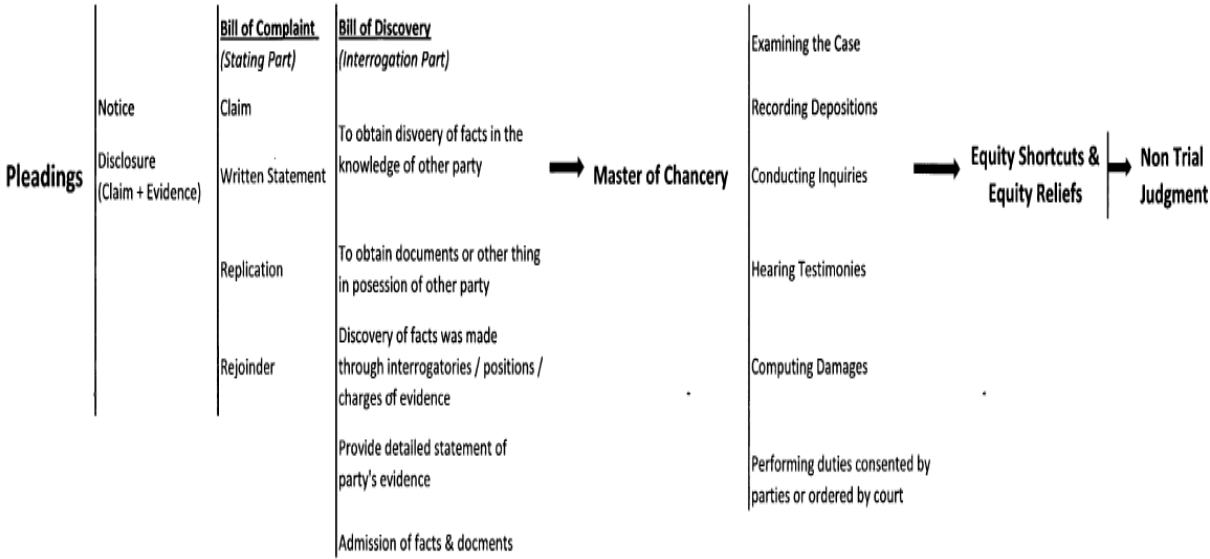 Pleadings
Notice
Disclosure
(Claim + Evidence)
Bill of Complaint
(Stating Part)
Claim
Written Statement
Replication
Rejoinder
Bill of Discovery
(Interrogation Part)
To obtain disvoery of facts in the
knowledge of other party
To obtain documents or other thing
in posession of other party
Discovery of facts was made
through interrogatories / positions /
charges of evidence
Provide detailed statement of
party's evidence
Admission of facts & docments
Master of Chancery
Examining the Case
Recording Depositions
Conducting Inquiries
Hearing Testimonies
Computing Damages
Performing duties consented by
parties or ordered by court
Equity Shortcuts &
Equity Reliefs
Non Trial
Judgment